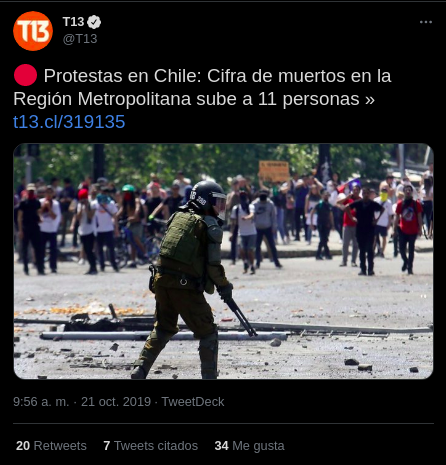 T13
T13
@T13
Protestas en Chile: Cifra de muertos en la
Región Metropolitana sube a 11 personas »
t13.cl/319135
9:56 a. m. · 21 oct. 2019 · TweetDeck
20 Retweets 7 Tweets citados 34 Me gusta